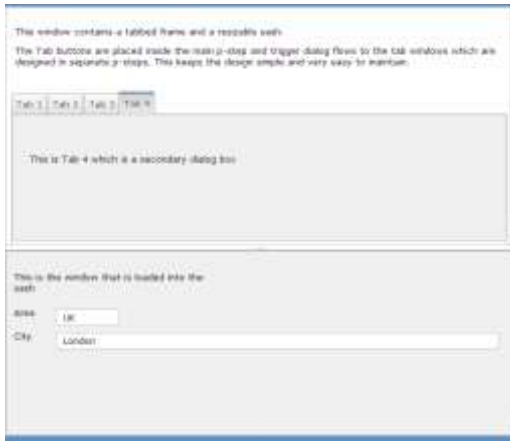 This window contains a tabbed frame and a resizable sash
The Tab buttons are placed inside the main p-step and trigger dialog flows to the tab windows which are
designed in separate p-steps. This keeps the design simple and very easy to maintain.
Tab 1 Tab 2 Tab 3 Tab 4
This is Tab 4 which is a secondary dialog box
This is the window that is loaded into the
sash
Area UK
City London